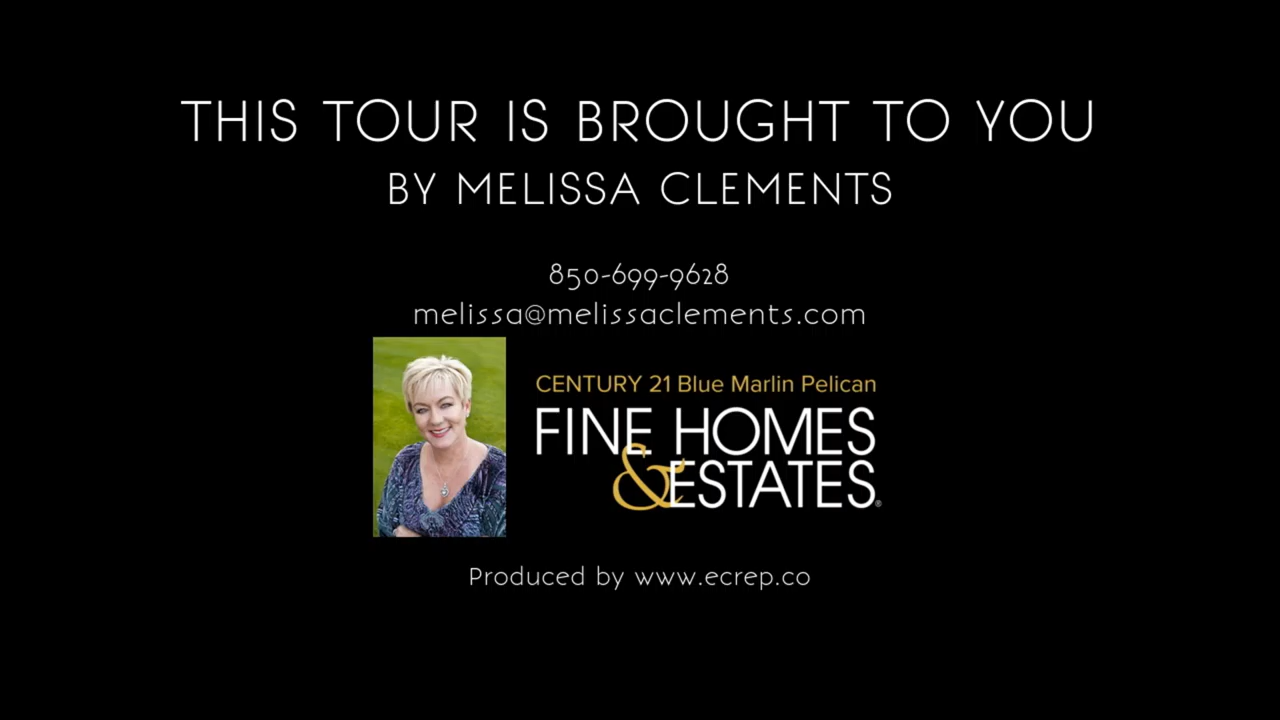 THIS TOUR IS BROUGHT TO YOU
BY MELISSA CLEMENTS
850-699-9628
melissa@melissaclements.com
CENTURY 21 Blue Marlin Pelican
FINE HOMES
& ESTATES®
Produced by www.ecrep.co